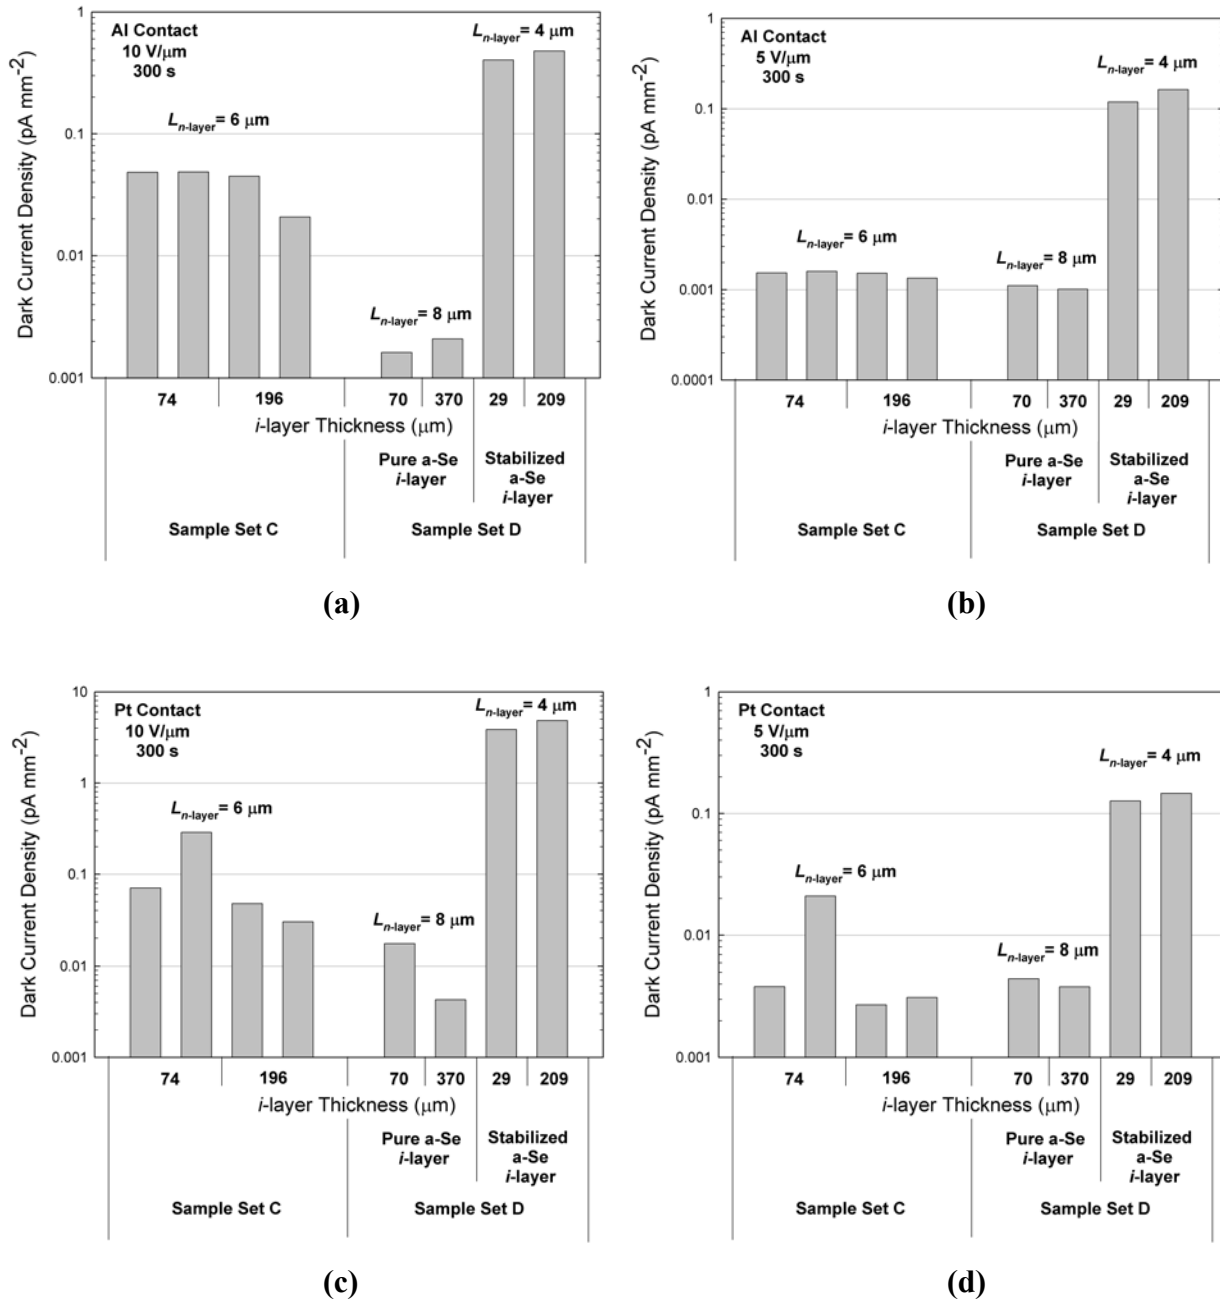 Al Contact
10 V/μm
300 s
L_n-layer= 4 μm
L_n-layer= 6 μm
L_n-layer= 8 μm
Dark Current Density (pA mm^-2)
1
0.1
0.01
0.001
74 196 70 370 29 209
i-layer Thickness (μm)
Pure a-Se
i-layer
Stabilized
a-Se
i-layer
Sample Set C Sample Set D
(a)
Al Contact
5 V/μm
300 s
L_n-layer= 4 μm
L_n-layer= 6 μm
L_n-layer= 8 μm
Dark Current Density (pA mm^-2)
1
0.1
0.01
0.001
0.0001
74 196 70 370 29 209
i-layer Thickness (μm)
Pure a-Se
i-layer
Stabilized
a-Se
i-layer
Sample Set C Sample Set D
(b)
Pt Contact
10 V/μm
300 s
L_n-layer= 4 μm
L_n-layer= 6 μm
L_n-layer= 8 μm
Dark Current Density (pA mm^-2)
10
1
0.1
0.01
0.001
74 196 70 370 29 209
i-layer Thickness (μm)
Pure a-Se
i-layer
Stabilized
a-Se
i-layer
Sample Set C Sample Set D
(c)
Pt Contact
5 V/μm
300 s
L_n-layer= 4 μm
L_n-layer= 6 μm
L_n-layer= 8 μm
Dark Current Density (pA mm^-2)
1
0.1
0.01
0.001
74 196 70 370 29 209
i-layer Thickness (μm)
Pure a-Se
i-layer
Stabilized
a-Se
i-layer
Sample Set C Sample Set D
(d)